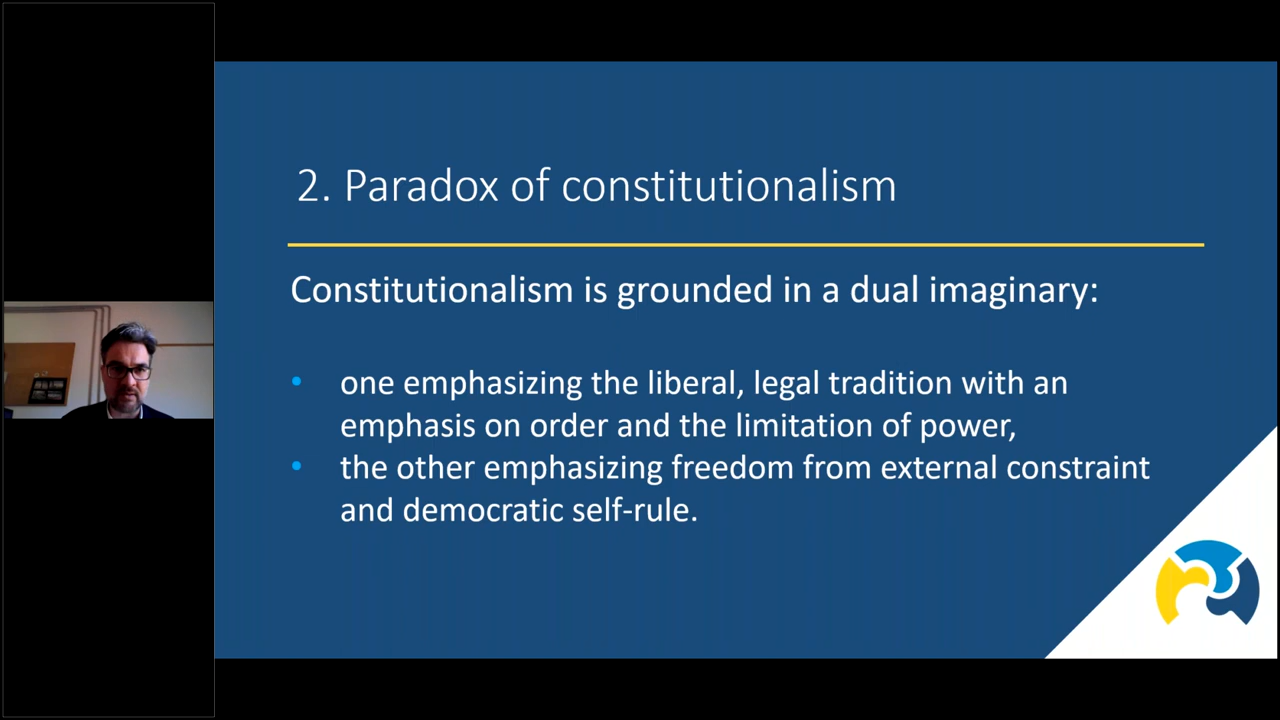 2. Paradox of constitutionalism
Constitutionalism is grounded in a dual imaginary:
• one emphasizing the liberal, legal tradition with an
emphasis on order and the limitation of power,
• the other emphasizing freedom from external constraint
and democratic self-rule.